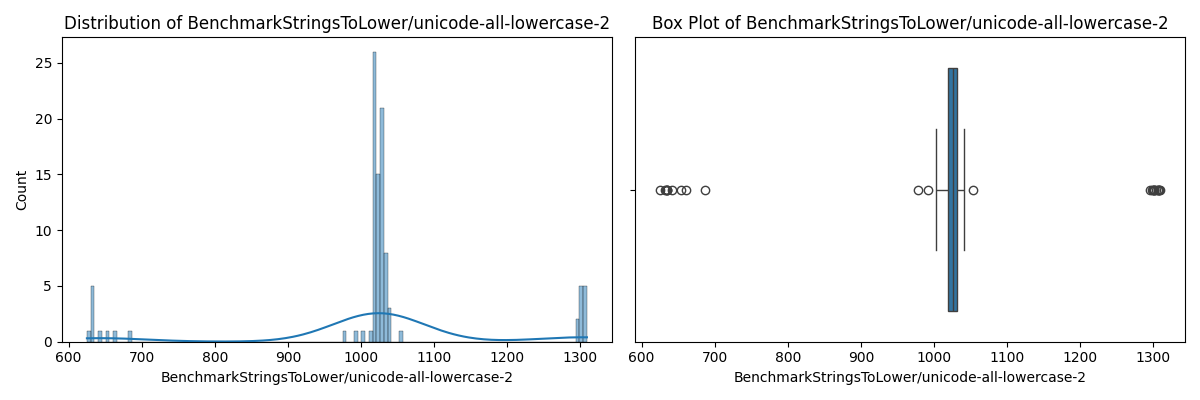 Distribution of BenchmarkStringsToLower/unicode-all-lowercase-2
Count
25
20
15
10
5
0
600 700 800 900 1000 1100 1200 1300
BenchmarkStringsToLower/unicode-all-lowercase-2
Box Plot of BenchmarkStringsToLower/unicode-all-lowercase-2
600 700 800 900 1000 1100 1200 1300
BenchmarkStringsToLower/unicode-all-lowercase-2